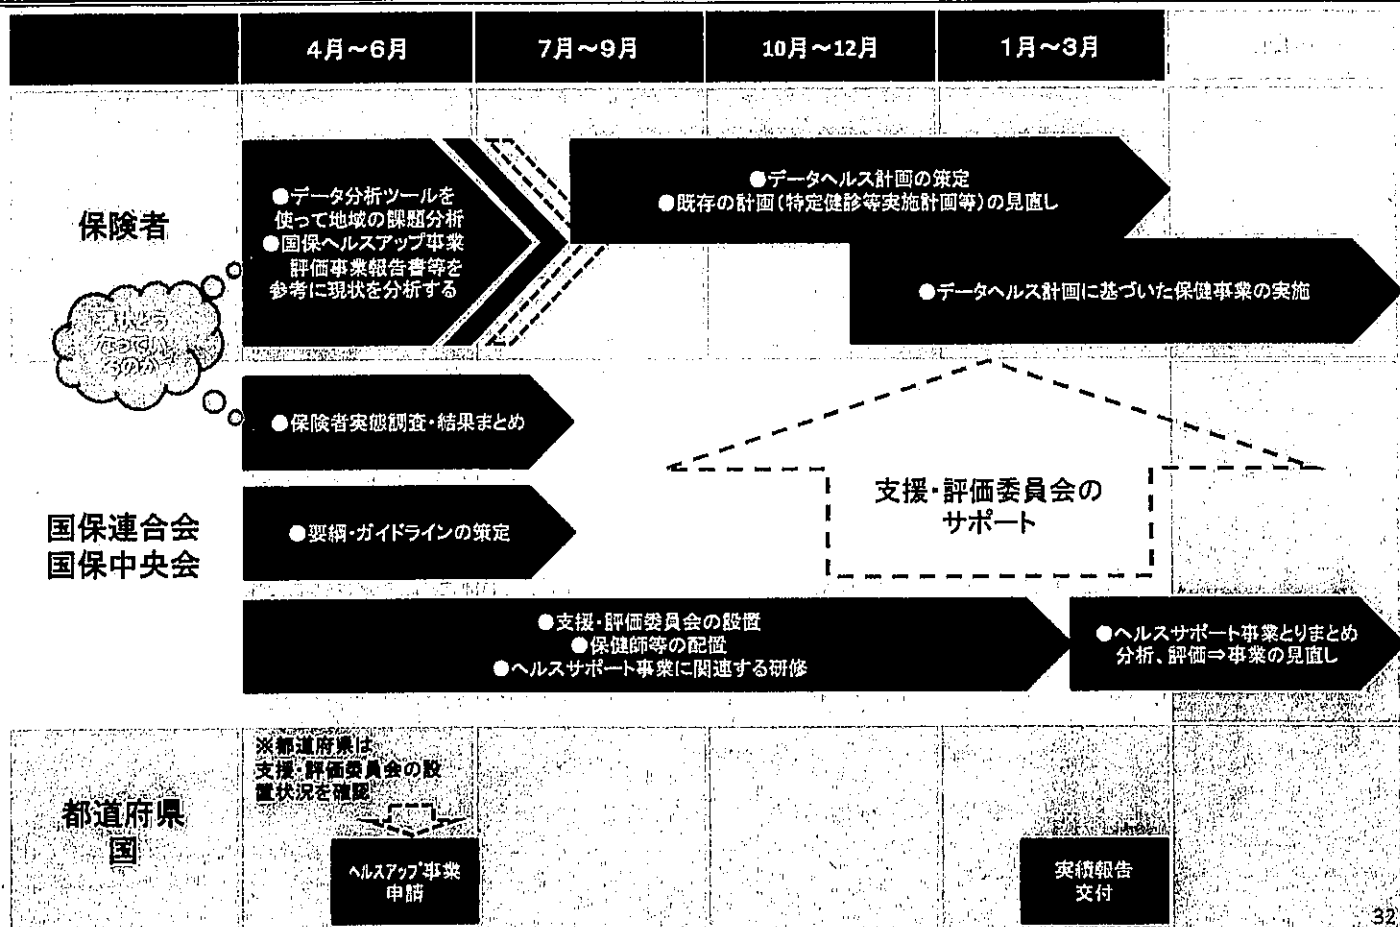 4月～6月
7月～9月
10月～12月
1月～3月
保険者
●データ分析ツールを
使って地域の課題分析
●国保ヘルスアップ事業
評価事業報告書等を
参考に現状を分析する
●データヘルス計画の策定
●既存の計画(特定健診等実施計画等)の見直し
●データヘルス計画に基づいた保健事業の実施
国保連合会
国保中央会
●保険者実態調査・結果まとめ
●要綱・ガイドラインの策定
支援・評価委員会の
サポート
●支援・評価委員会の設置
●保健師等の配置
●ヘルスサポート事業に関連する研修
●ヘルスサポート事業とりまとめ
分析、評価⇒事業の見直し
都道府県
国
※都道府県は
支援・評価委員会の設
置状況を確認
ヘルスアップ事業
申請
実績報告
交付
32